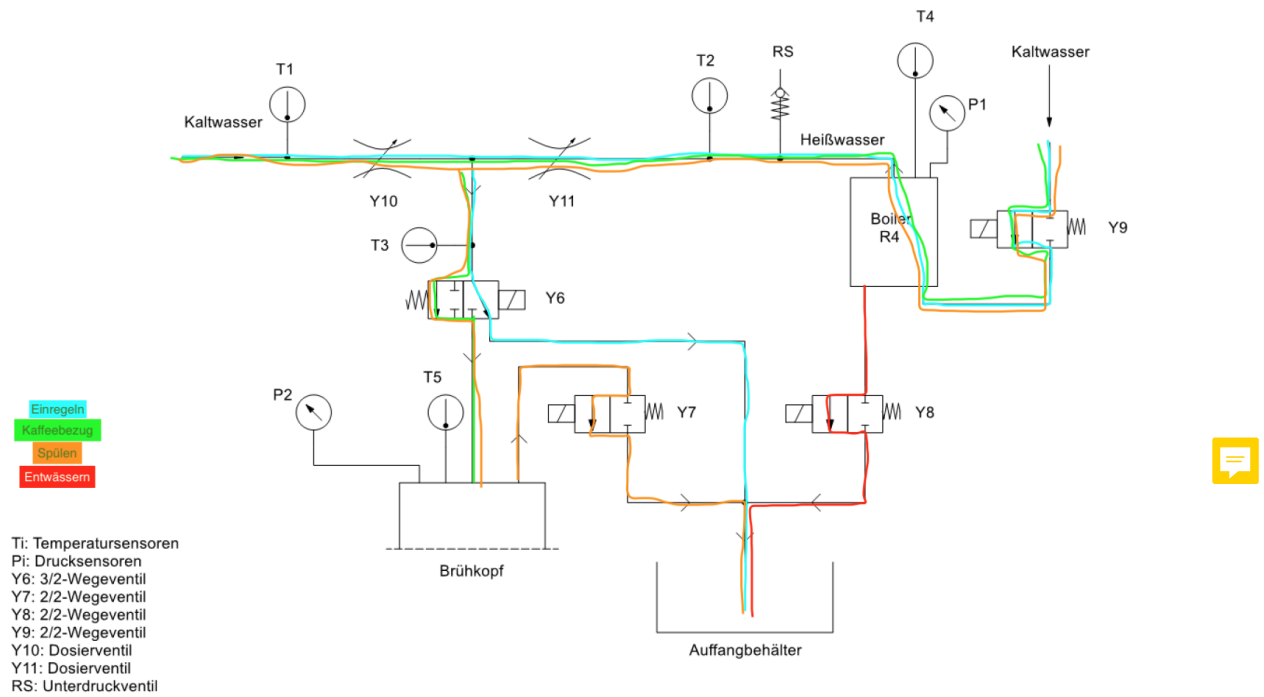 T4
RS
Kaltwasser
T2
T1
P1
Kaltwasser
Heißwasser
Y10
Y11
Boiler
R4
Y9
T3
Y6
T5
P2
Y7
Y8
Einregeln
Kaffeebezug
Spülen
Entwässern
Brühkopf
Auffangbehälter
Ti: Temperatursensoren
Pi: Drucksensoren
Y6: 3/2-Wegeventil
Y7: 2/2-Wegeventil
Y8: 2/2-Wegeventil
Y9: 2/2-Wegeventil
Y10: Dosierventil
Y11: Dosierventil
RS: Unterdruckventil